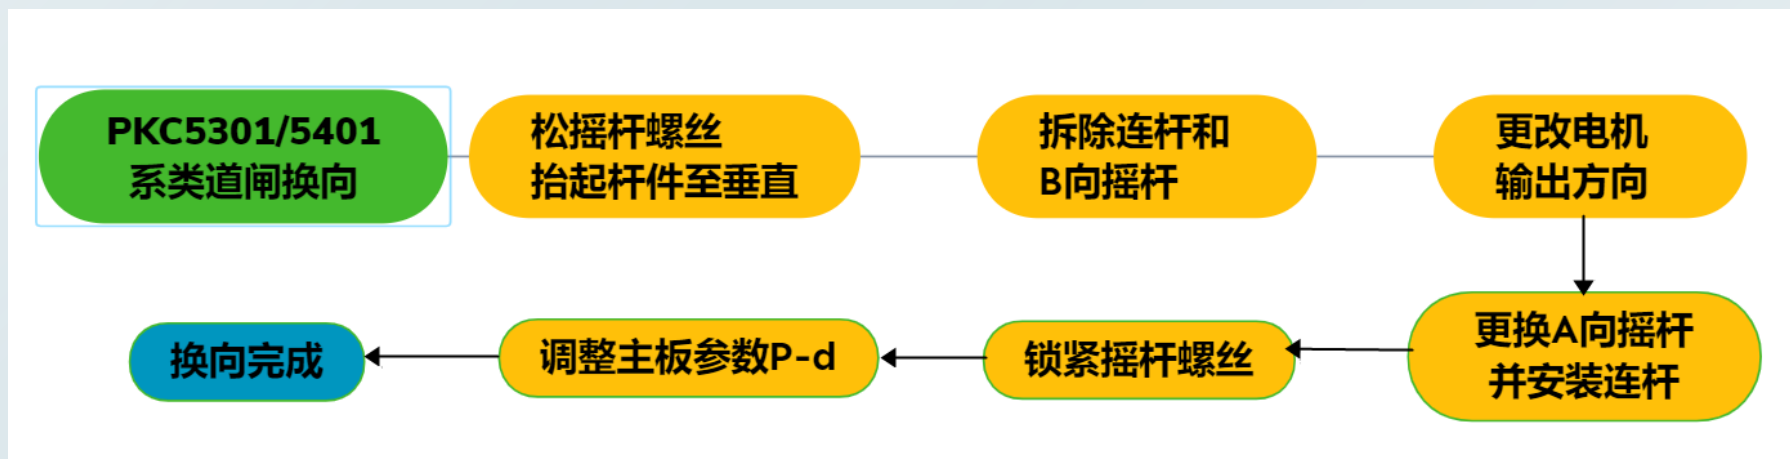 PKC5301/5401
系类道闸换向
松摇杆螺丝
抬起杆件至垂直
拆除连杆和
B向摇杆
更改电机
输出方向
更换A向摇杆
并安装连杆
锁紧摇杆螺丝
调整主板参数P-d
换向完成